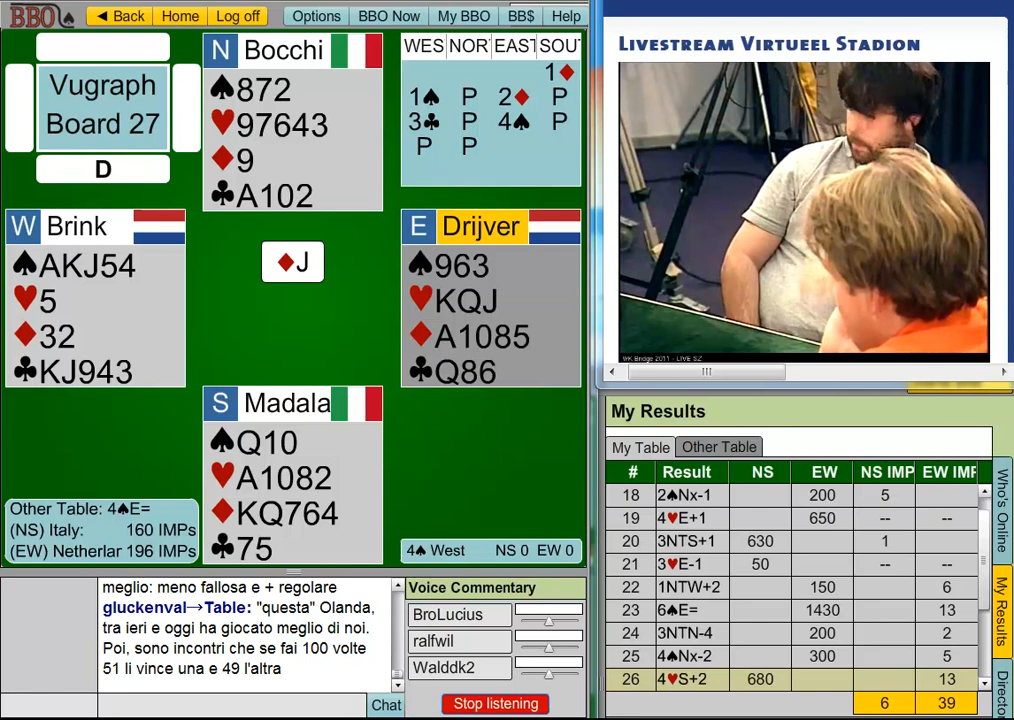 BBO
◄ Back Home Log off Options BBO Now My BBO BB$ Help
Vugraph
Board 27
D
N Bocchi
♠872
♥97643
♦9
♣A102
WES NOR EAST SOUT
1♦
1♠ P 2♦ P
3♣ P 4♠ P
P P
W Brink
♠AKJ54
♥5
♦32
♣KJ943
♦J
E Drijver
♠963
♥KQJ
♦A1085
♣Q86
S Madala
♠Q10
♥A1082
♦KQ764
♣75
Other Table: 4♠E=
(NS) Italy: 160 IMPs
(EW) Netherlar 196 IMPs
4♠ West NS 0 EW 0
meglio: meno fallosa e + regolare
gluckenval→Table: "questa" Olanda,
tra ieri e oggi ha giocato meglio di noi.
Poi, sono incontri che se fai 100 volte
51 li vince una e 49 l'altra
Chat
Voice Commentary
BroLucius
ralfwil
Walddk2
Stop listening
Livestream Virtueel Stadion
WK Bridge 2011 - LIVE SZ
My Results
My Table Other Table
# Result NS EW NS IMP EW IMF
18 2♠Nx-1 200 5
19 4♥E+1 650 -- --
20 3NTS+1 630 1
21 3♥E-1 50 -- --
22 1NTW+2 150 6
23 6♠E= 1430 13
24 3NTN-4 200 2
25 4♠Nx-2 300 5
26 4♥S+2 680 13
6 39
Who's Online
My Results
Director